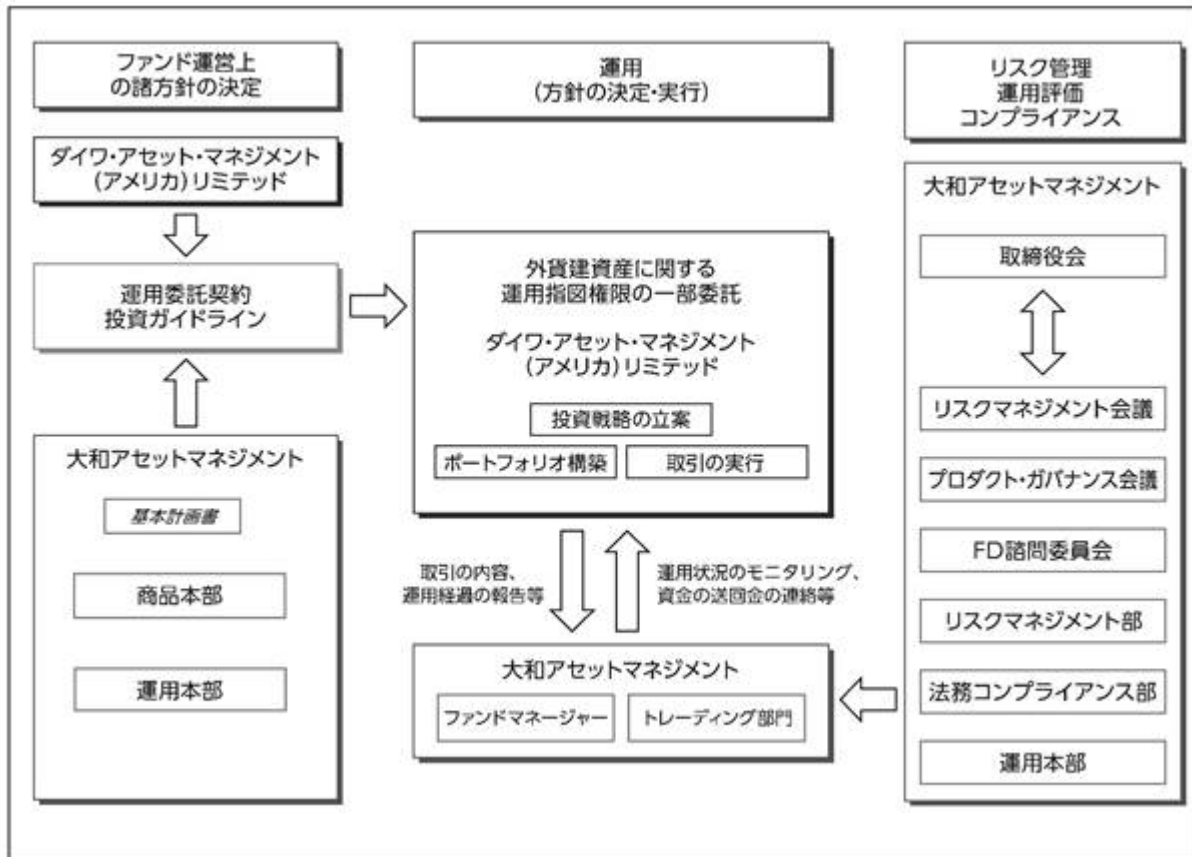 ファンド運営上
の諸方針の決定
ダイワ・アセット・マネジメント
(アメリカ)リミテッド
運用委託契約
投資ガイドライン
大和アセットマネジメント
基本計画書
商品本部
運用本部
運用
(方針の決定・実行)
外貨建資産に関する
運用指図権限の一部委託
ダイワ・アセット・マネジメント
(アメリカ)リミテッド
投資戦略の立案
ポートフォリオ構築
取引の実行
取引の内容、
運用経過の報告等
運用状況のモニタリング、
資金の送回金の連絡等
大和アセットマネジメント
ファンドマネージャー
トレーディング部門
リスク管理
運用評価
コンプライアンス
大和アセットマネジメント
取締役会
リスクマネジメント会議
プロダクト・ガバナンス会議
FD諮問委員会
リスクマネジメント部
法務コンプライアンス部
運用本部